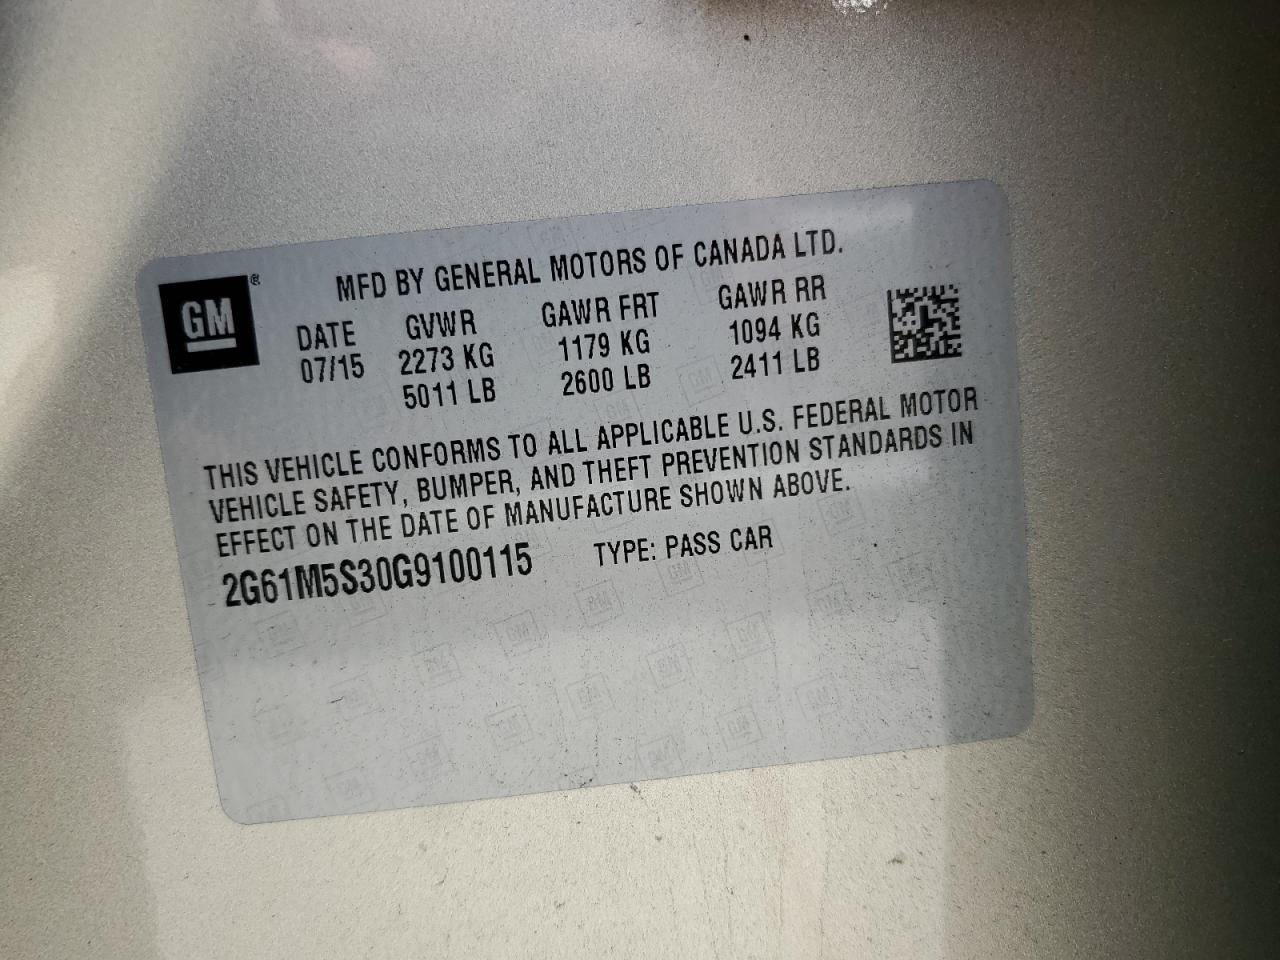 GM®
MFD BY GENERAL MOTORS OF CANADA LTD.
DATE GVWR GAWR FRT GAWR RR
07/15 2273 KG 1179 KG 1094 KG
5011 LB 2600 LB 2411 LB
THIS VEHICLE CONFORMS TO ALL APPLICABLE U.S. FEDERAL MOTOR
VEHICLE SAFETY, BUMPER, AND THEFT PREVENTION STANDARDS IN
EFFECT ON THE DATE OF MANUFACTURE SHOWN ABOVE.
2G61M5S30G9100115 TYPE: PASS CAR